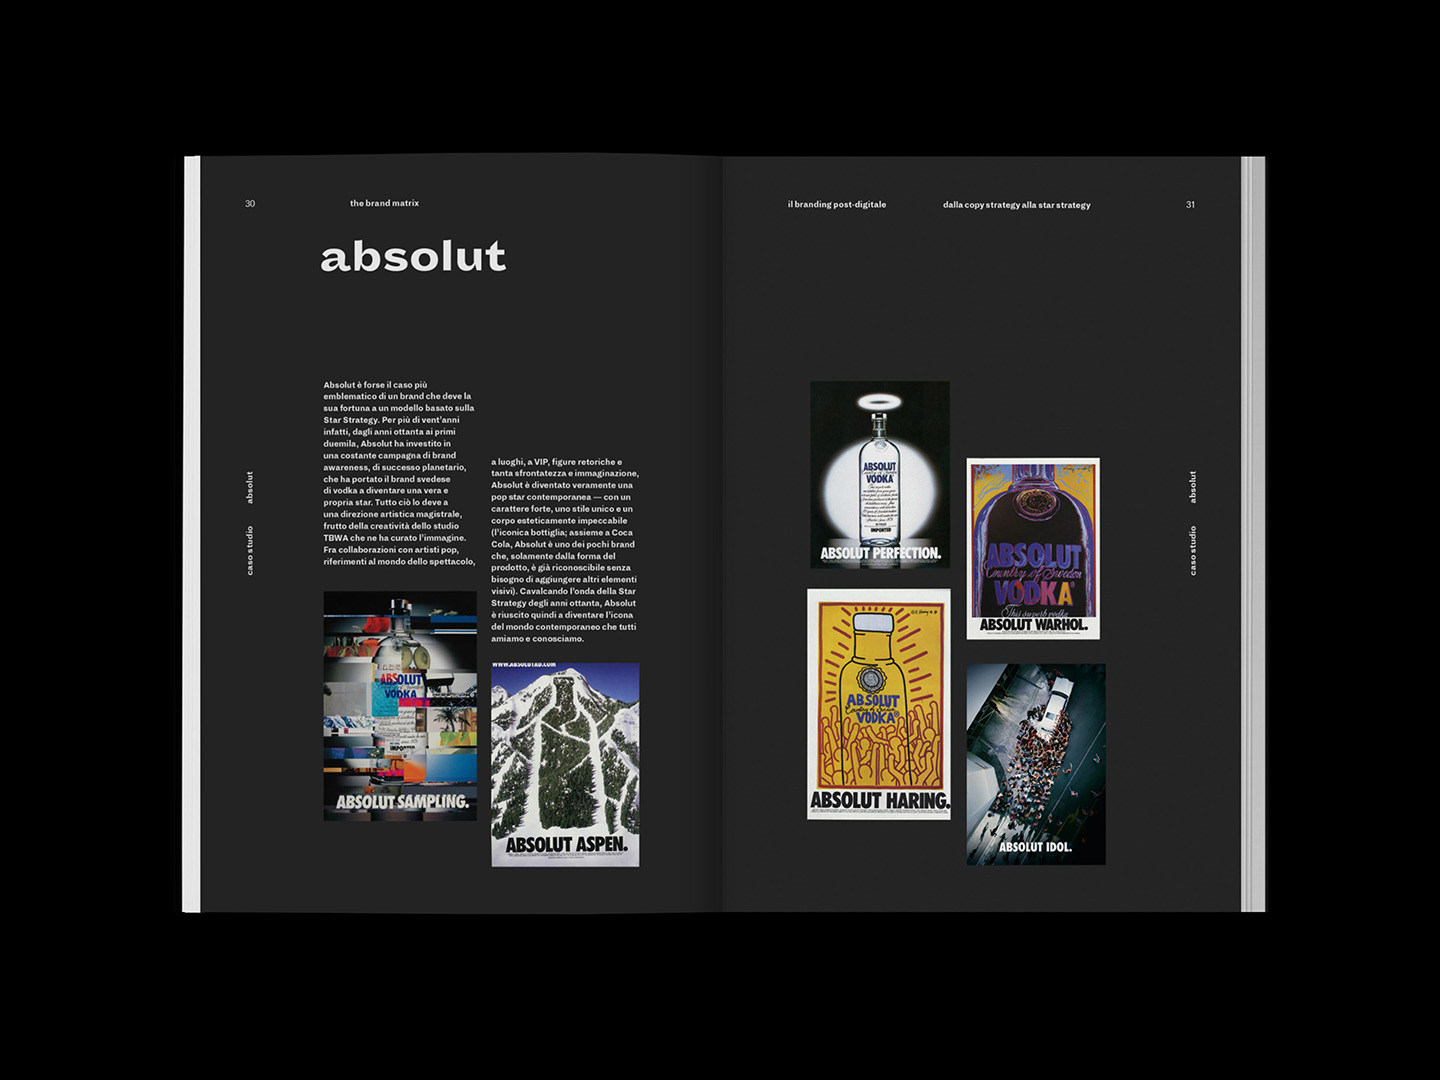 30
the brand matrix
absolut
Absolut è forse il caso più
emblematico di un brand che deve la
sua fortuna a un modello basato sulla
Star Strategy. Per più di vent'anni
infatti, dagli anni ottanta ai primi
duemila, Absolut ha investito in
una costante campagna di brand
awareness, di successo planetario,
che ha portato il brand svedese
di vodka a diventare una vera e
propria star. Tutto ciò lo deve a
una direzione artistica magistrale,
frutto della creatività dello studio
TBWA che ne ha curato l'immagine.
Fra collaborazioni con artisti pop,
riferimenti al mondo dello spettacolo,
a luoghi, a VIP, figure retoriche e
tanta sfrontatezza e immaginazione,
Absolut è diventato veramente una
pop star contemporanea — con un
carattere forte, uno stile unico e un
corpo esteticamente impeccabile
(l'iconica bottiglia; assieme a Coca
Cola, Absolut è uno dei pochi brand
che, solamente dalla forma del
prodotto, è già riconoscibile senza
bisogno di aggiungere altri elementi
visivi). Cavalcando l'onda della Star
Strategy degli anni ottanta, Absolut
è riuscito quindi a diventare l'icona
del mondo contemporaneo che tutti
amiamo e conosciamo.
caso studio absolut
ABSOLUT
VODKA
IMPORTED
ABSOLUT SAMPLING.
WWW.ABSOLUTAD.COM
ABSOLUT ASPEN.
il branding post-digitale
dalla copy strategy alla star strategy
31
ABSOLUT
Country of Sweden
VODKA
IMPORTED
ABSOLUT PERFECTION.
ABSOLUT
Country of Sweden
VODKA
This superb vodka
ABSOLUT WARHOL.
ABSOLUT
Country of Sweden
VODKA
ABSOLUT HARING.
ABSOLUT IDOL.
caso studio absolut